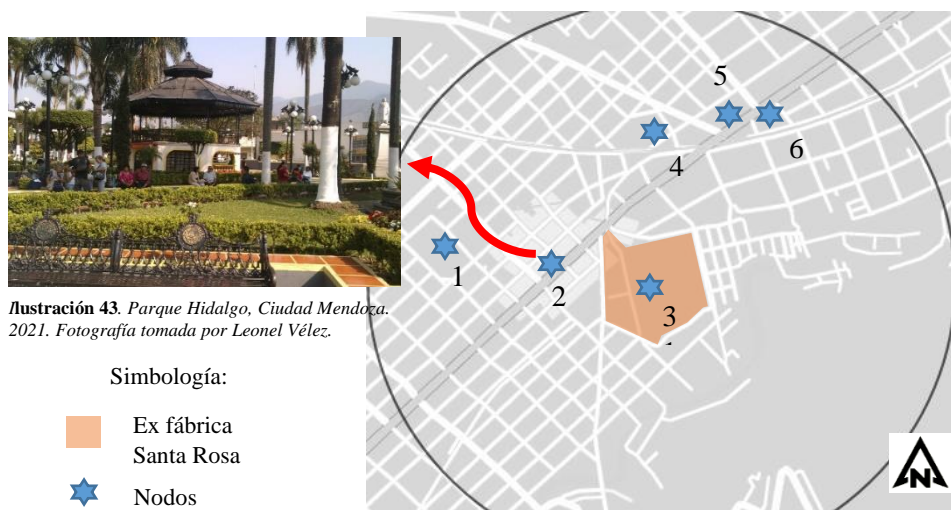 5
4
6
1
2
3
Ilustración 43. Parque Hidalgo, Ciudad Mendoza.
2021. Fotografía tomada por Leonel Vélez.
Simbología:
Ex fábrica
Santa Rosa
Nodos
N